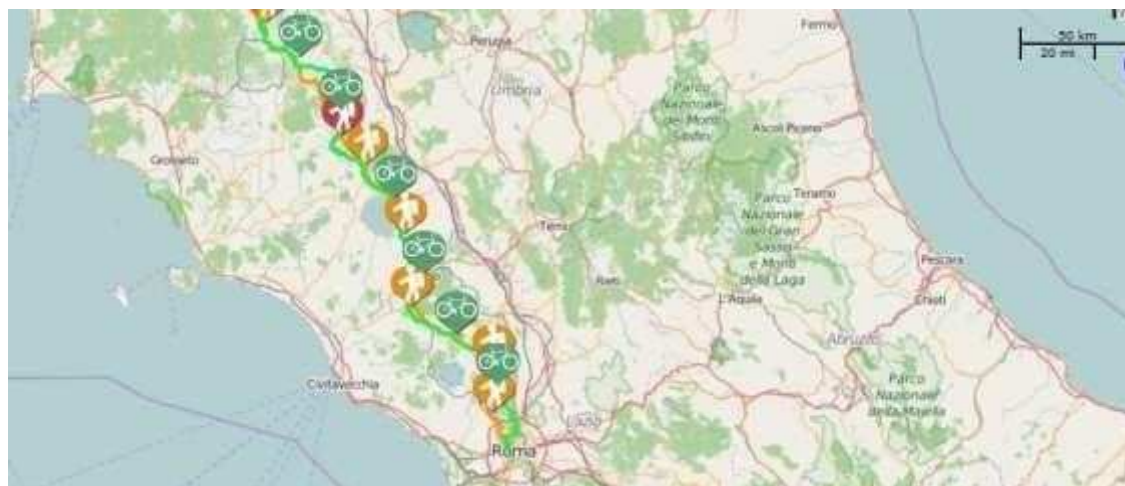 Fermo
50 km
20 mi
Perugia
Umbria
Parco
Nazionale
dei Monti
Sibillini
Ascoli Piceno
Grosseto
Teramo
Parco
Nazionale
del Gran
Sasso
e Monti
della Laga
Terni
Rieti
Pescara
L'Aquila
Chieti
Abruzzo
Civitavecchia
Parco
Nazionale
della Majella
Lazio
Roma